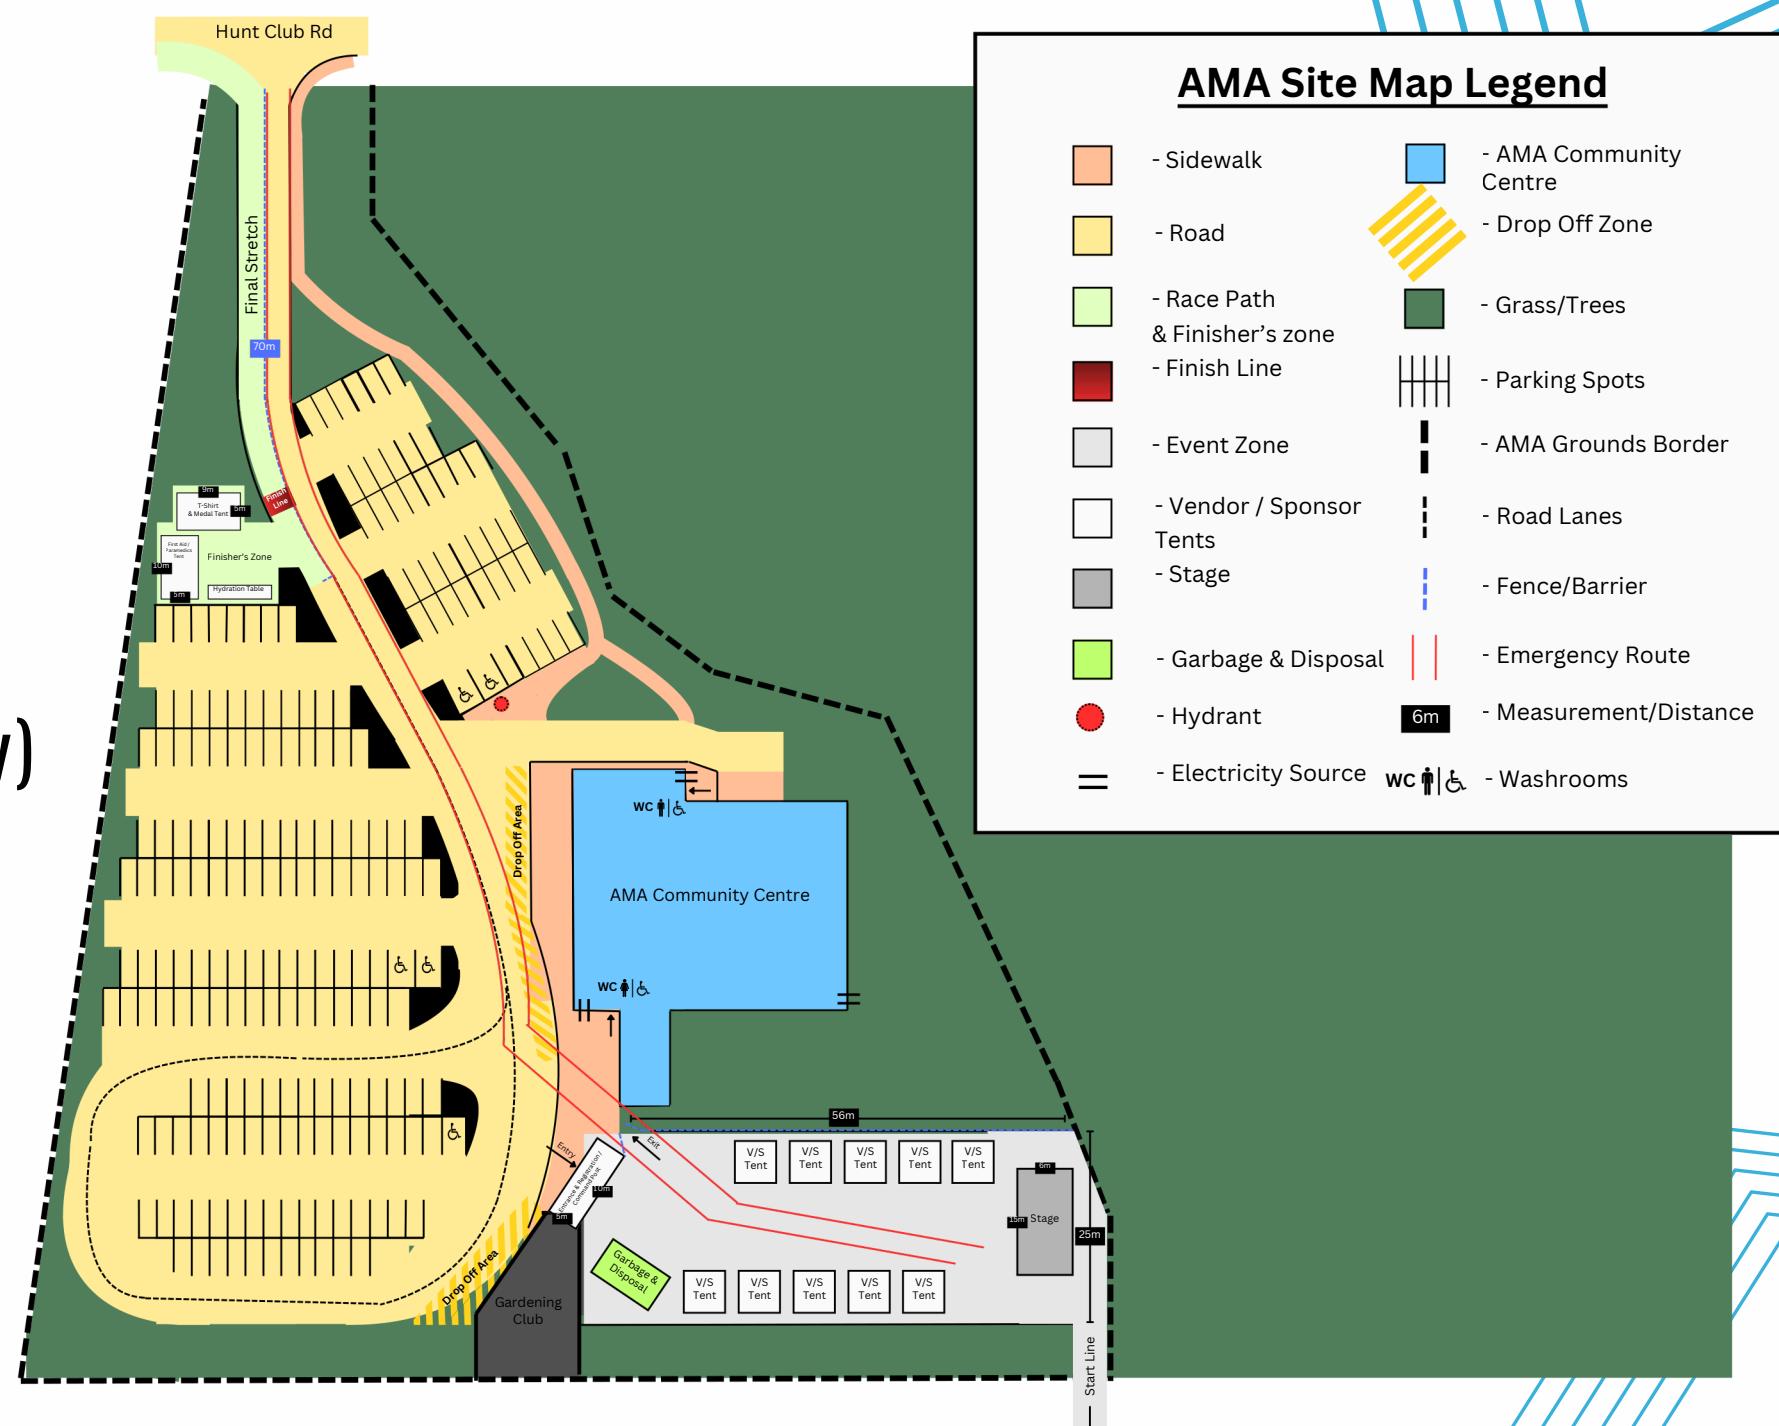 Hunt Club Rd
Final Stretch
70m
Finish
Line
9m
T-Shirt
& Medal Tent
5m
First Aid /
Paramedics
Tent
10m
5m
Finisher's Zone
Hydration Table
y)
Drop Off Area
WC
AMA Community Centre
WC
56m
Entry
Exit
Entrance & Registration /
Command Post
10m
5m
V/S
Tent
V/S
Tent
V/S
Tent
V/S
Tent
V/S
Tent
6m
15m
Stage
25m
Garbage &
Disposal
V/S
Tent
V/S
Tent
V/S
Tent
V/S
Tent
V/S
Tent
Drop Off Area
Gardening
Club
Start Line
AMA Site Map Legend
- Sidewalk
- Road
- Race Path
& Finisher’s zone
- Finish Line
- Event Zone
- Vendor / Sponsor
Tents
- Stage
- Garbage & Disposal
- Hydrant
- Electricity Source
- AMA Community
Centre
- Drop Off Zone
- Grass/Trees
- Parking Spots
- AMA Grounds Border
- Road Lanes
- Fence/Barrier
- Emergency Route
6m
- Measurement/Distance
WC
- Washrooms